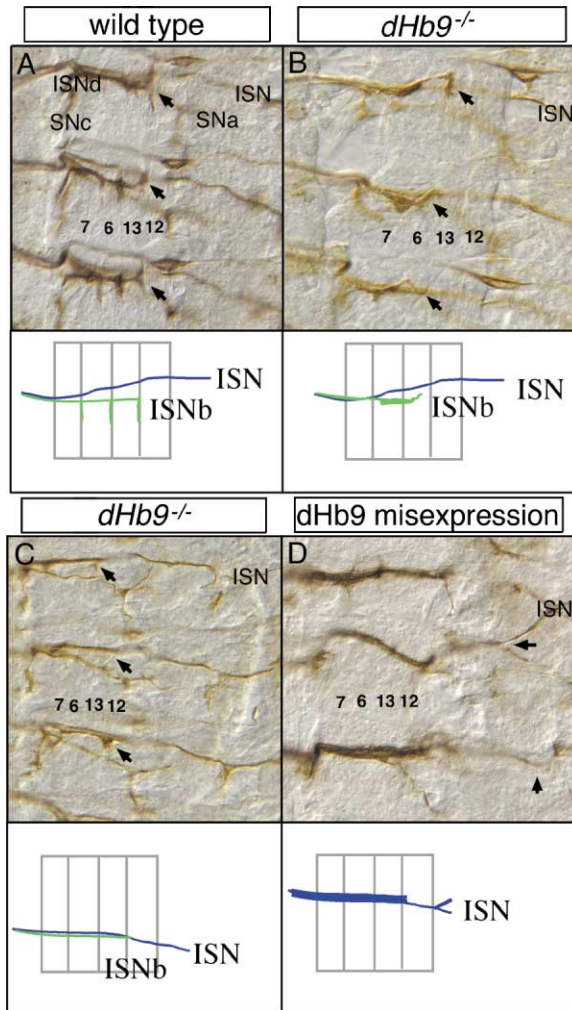 wild type
dHb9-/-
A
ISNd
ISN
SNc
SNa
7 6 13 12
B
ISN
7 6 13 12
ISN
ISNb
ISN
ISNb
dHb9-/-
dHb9 misexpression
C
ISN
7 6 13 12
D
ISN
7 6 13 12
ISN
ISNb
ISN